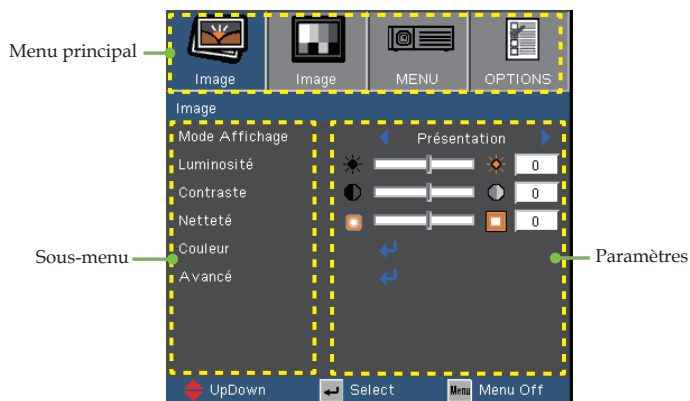 Menu principal
Image Image MENU OPTIONS
Image
Mode Affichage Présentation
Luminosité 0
Contraste 0
Netteté 0
Couleur
Sous-menu
Paramètres
Avancé
UpDown Select Menu Menu Off